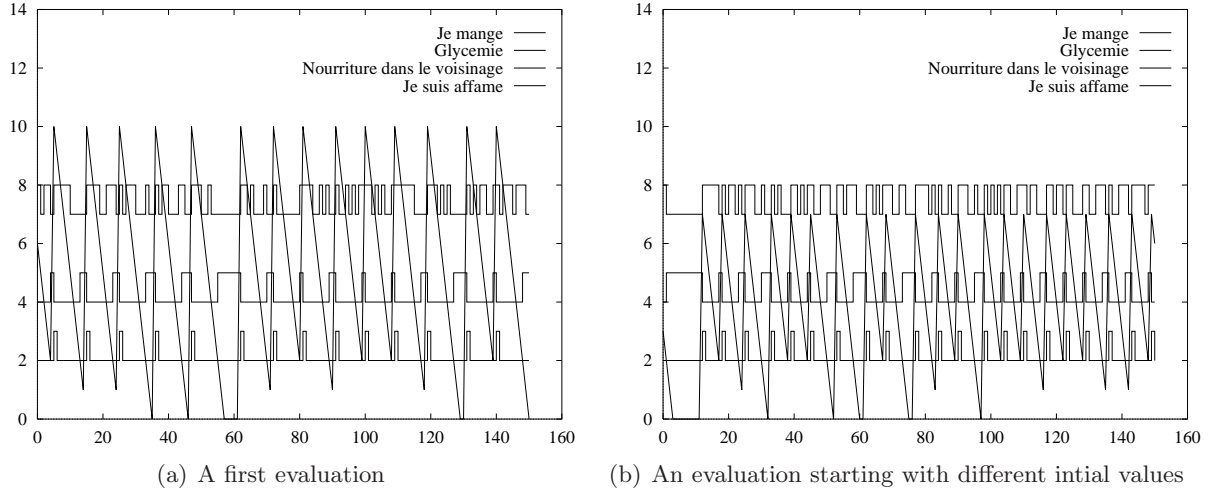 14
12
10
8
6
4
2
0
0 20 40 60 80 100 120 140 160
Je mange
Glycemie
Nourriture dans le voisinage
Je suis affame
(a) A first evaluation
14
12
10
8
6
4
2
0
0 20 40 60 80 100 120 140 160
Je mange
Glycemie
Nourriture dans le voisinage
Je suis affame
(b) An evaluation starting with different intial values